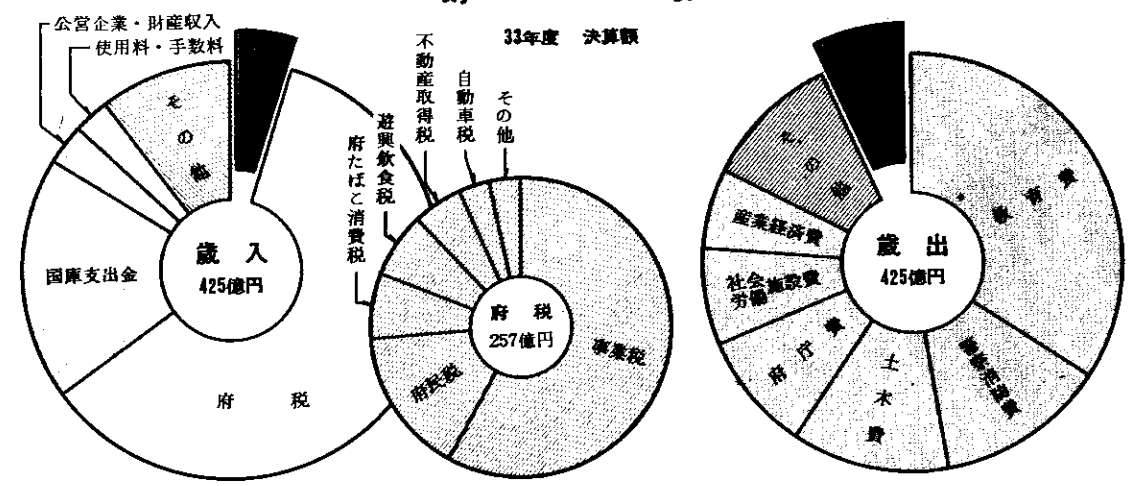 33年度 決算額
公営企業・財産収入
使用料・手数料
その他
国庫支出金
府税
歳入
425億円
府たばこ消費税
遊興飲食税
不動産取得税
自動車税
その他
府民税
事業税
府税
257億円
その他
産業経済費
社会
労働施設費
府庁費
土木費
教育費
歳出
425億円